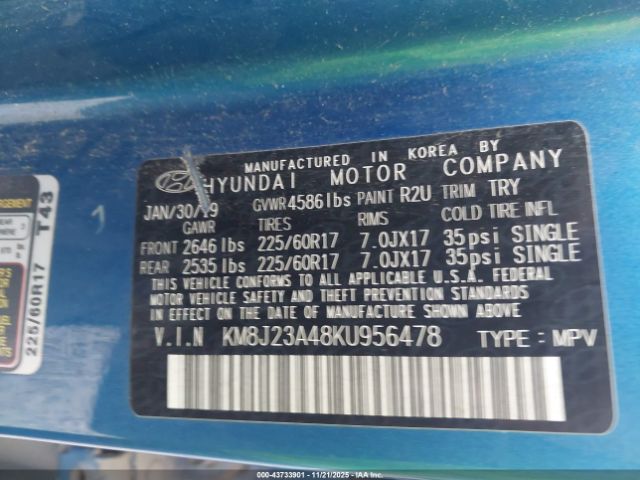 MANUFACTURED IN KOREA BY
HYUNDAI MOTOR COMPANY
JAN/30/19 GVWR 4586 lbs PAINT R2U TRIM TRY
GAWR TIRES RIMS COLD TIRE INFL
FRONT 2646 lbs 225/60R17 7.0JX17 35psi SINGLE
REAR 2535 lbs 225/60R17 7.0JX17 35psi SINGLE
THIS VEHICLE CONFORMS TO ALL APPLICABLE U.S.A. FEDERAL
MOTOR VEHICLE SAFETY AND THEFT PREVENTION STANDARDS
IN EFFECT ON THE DATE OF MANUFACTURE SHOWN ABOVE.
V.I.N KM8J23A48KU956478 TYPE: MPV
225/60R17 T43
1
000-43733901 - 11/21/2025 - COPYRIGHT IAA, LLC.